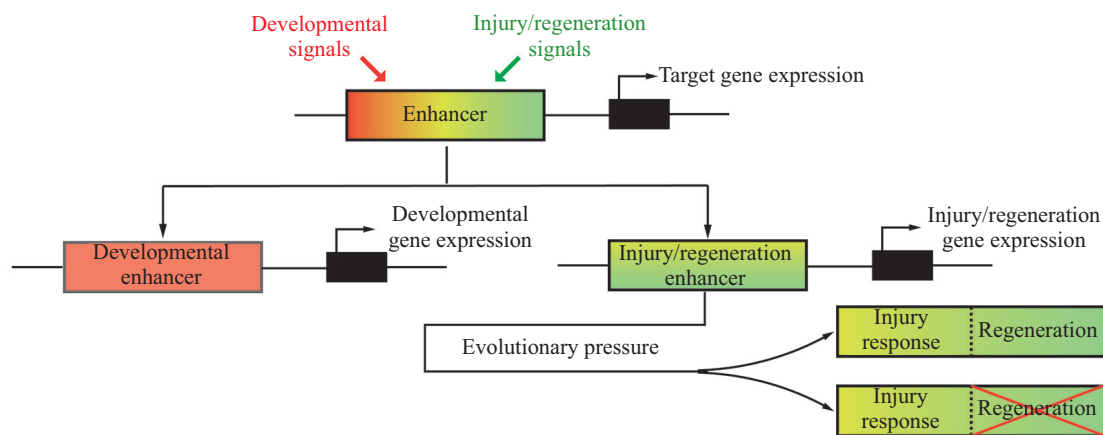 Developmental
signals
Injury/regeneration
signals
Target gene expression
Enhancer
Developmental
gene expression
Injury/regeneration
gene expression
Developmental
enhancer
Injury/regeneration
enhancer
Evolutionary pressure
Injury
response
Regeneration
Injury
response
Regeneration